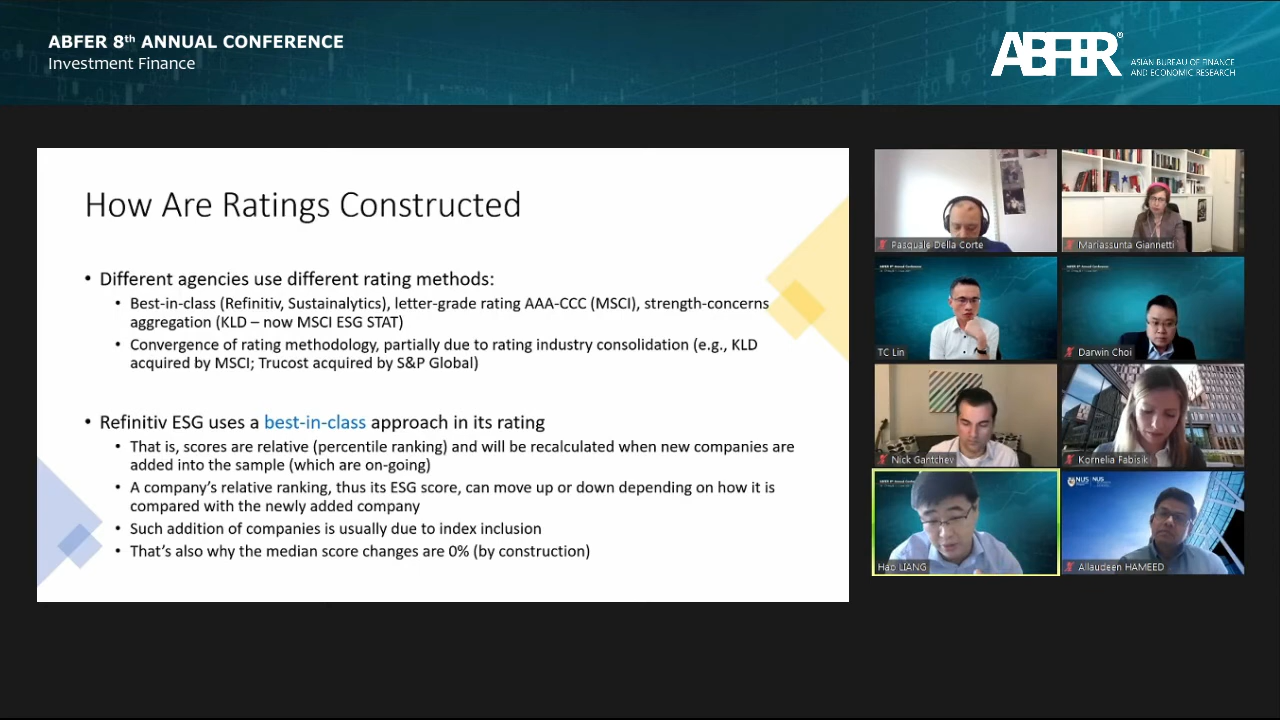 ABFER 8th ANNUAL CONFERENCE
Investment Finance
ABFER®
ASIAN BUREAU OF FINANCE
AND ECONOMIC RESEARCH
How Are Ratings Constructed
• Different agencies use different rating methods:
• Best-in-class (Refinitiv, Sustainalytics), letter-grade rating AAA-CCC (MSCI), strength-concerns
aggregation (KLD – now MSCI ESG STAT)
• Convergence of rating methodology, partially due to rating industry consolidation (e.g., KLD
acquired by MSCI; Trucost acquired by S&P Global)
• Refinitiv ESG uses a best-in-class approach in its rating
• That is, scores are relative (percentile ranking) and will be recalculated when new companies are
added into the sample (which are on-going)
• A company's relative ranking, thus its ESG score, can move up or down depending on how it is
compared with the newly added company
• Such addition of companies is usually due to index inclusion
• That's also why the median score changes are 0% (by construction)
Pasquale Della Corte
Mariassunta Giannetti
TC Lin
Darwin Choi
Nick Gantchev
Kornelia Fabisik
Hao LIANG
NUS
NUS
Allaudeen HAMEED